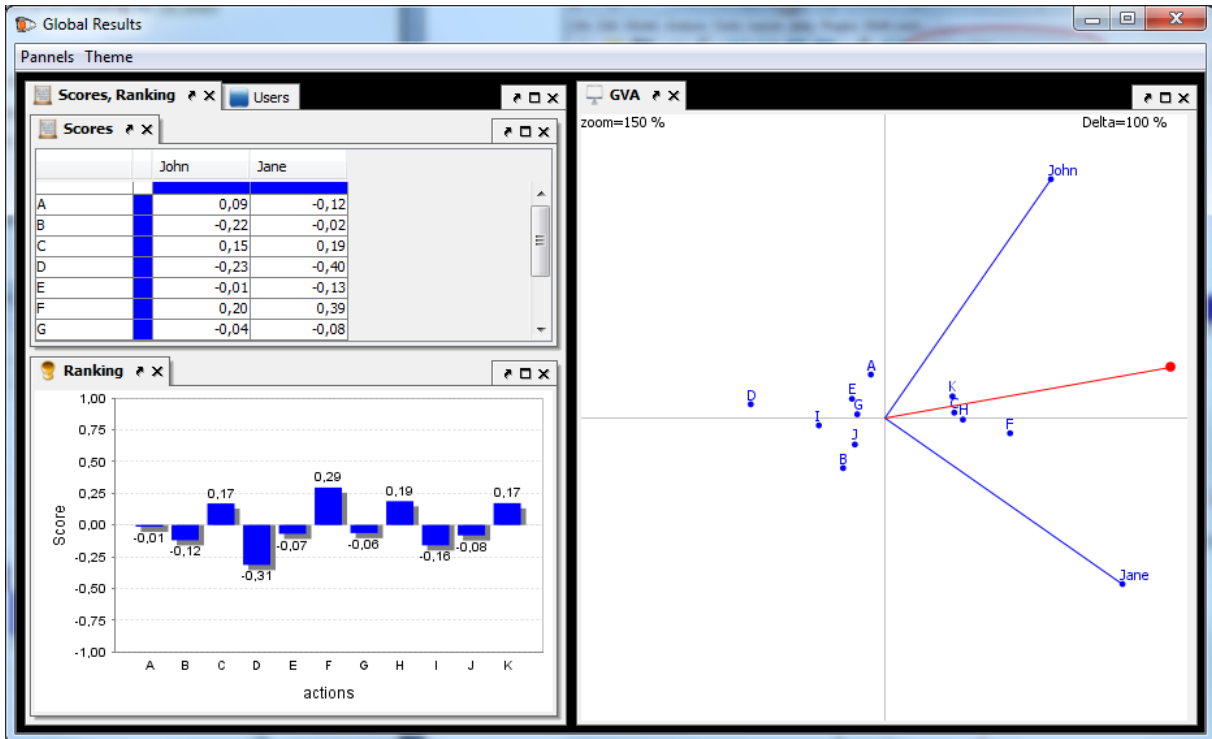 Global Results
Pannels Theme
Scores, Ranking
Users
Scores
John Jane
A 0,09 -0,12
B -0,22 -0,02
C 0,15 0,19
D -0,23 -0,40
E -0,01 -0,13
F 0,20 0,39
G -0,04 -0,08
Ranking
1,00
0,75
0,50
0,25
0,00
-0,25
-0,50
-0,75
-1,00
Score
-0,01
-0,12
0,17
-0,31
-0,07
0,29
-0,06
0,19
-0,16
-0,08
0,17
A B C D E F G H I J K
actions
GVA
zoom=150 %
Delta=100 %
John
A
K
E
D
C
G
H
I
F
J
B
Jane